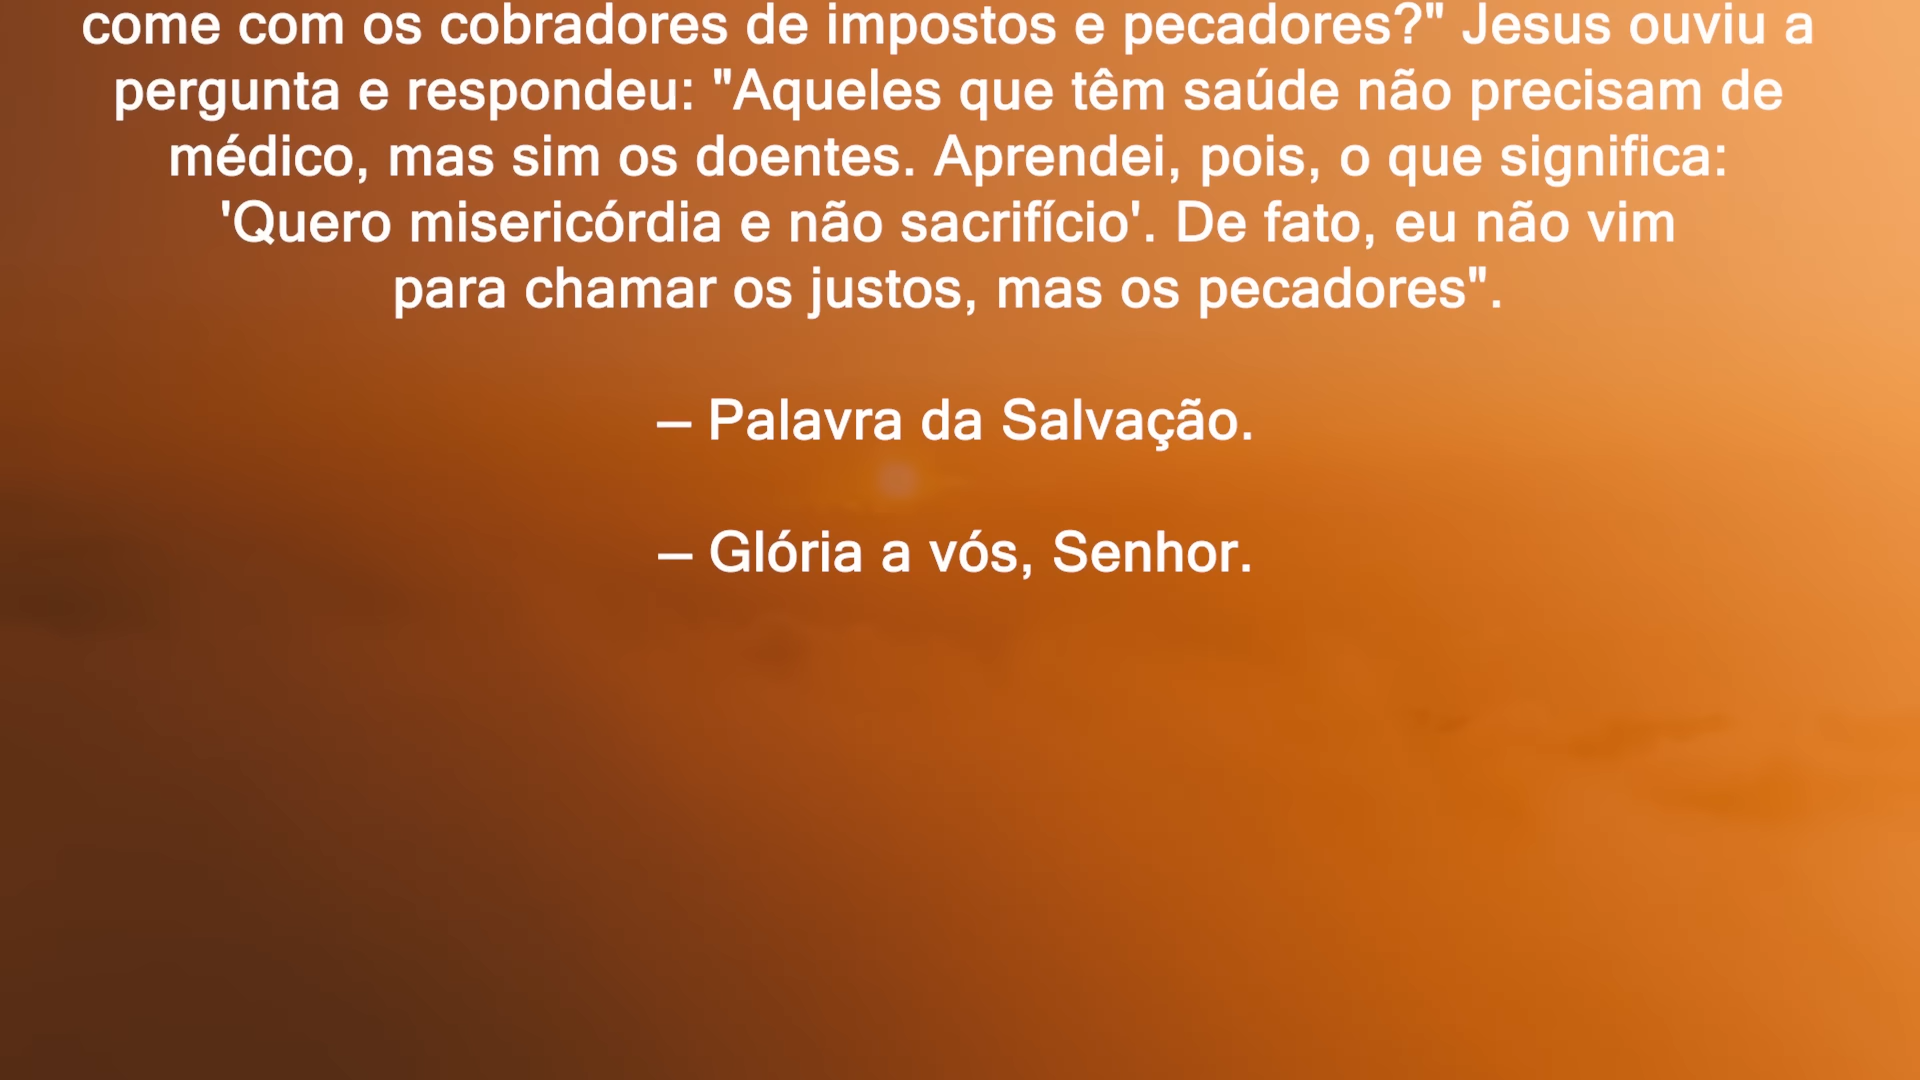 come com os cobradores de impostos e pecadores?" Jesus ouviu a
pergunta e respondeu: "Aqueles que têm saúde não precisam de
médico, mas sim os doentes. Aprendei, pois, o que significa:
'Quero misericórdia e não sacrifício'. De fato, eu não vim
para chamar os justos, mas os pecadores".
– Palavra da Salvação.
– Glória a vós, Senhor.